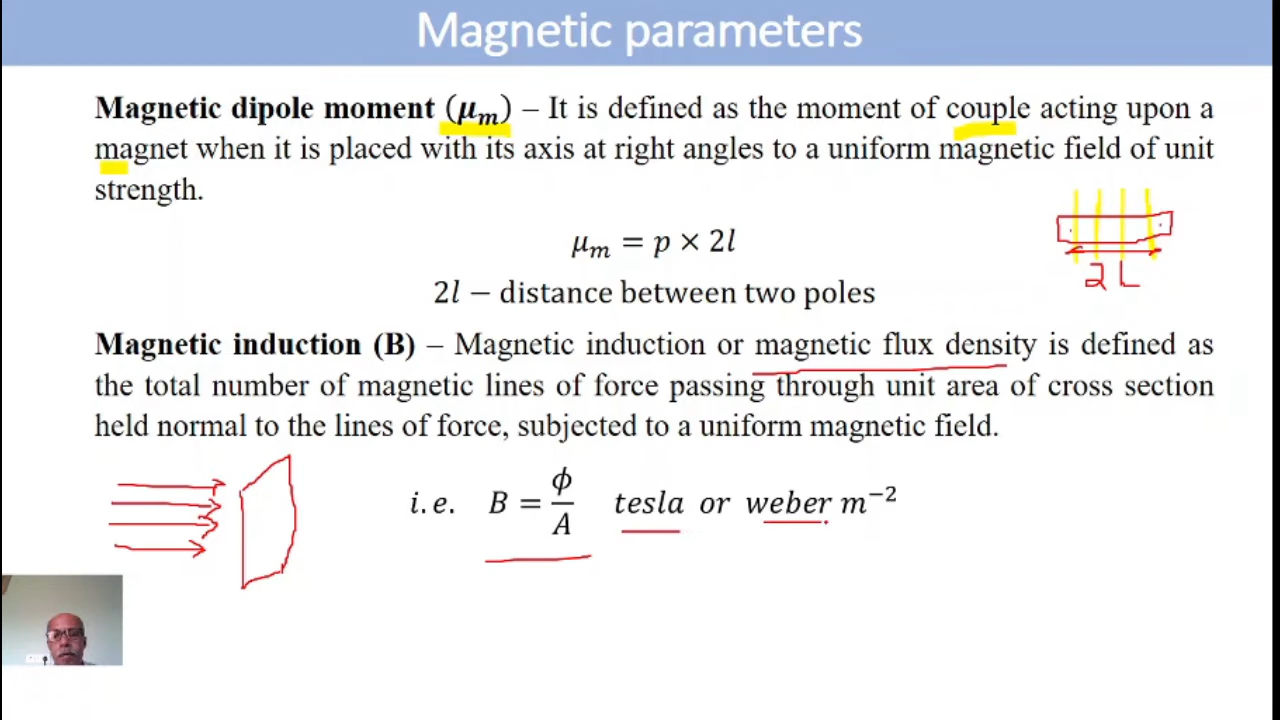 Magnetic parameters
Magnetic dipole moment (μₘ) – It is defined as the moment of couple acting upon a
magnet when it is placed with its axis at right angles to a uniform magnetic field of unit
strength.
μₘ = p × 2l
2l – distance between two poles
2L
Magnetic induction (B) – Magnetic induction or magnetic flux density is defined as
the total number of magnetic lines of force passing through unit area of cross section
held normal to the lines of force, subjected to a uniform magnetic field.
i.e. B = ϕ/A tesla or weber m⁻²